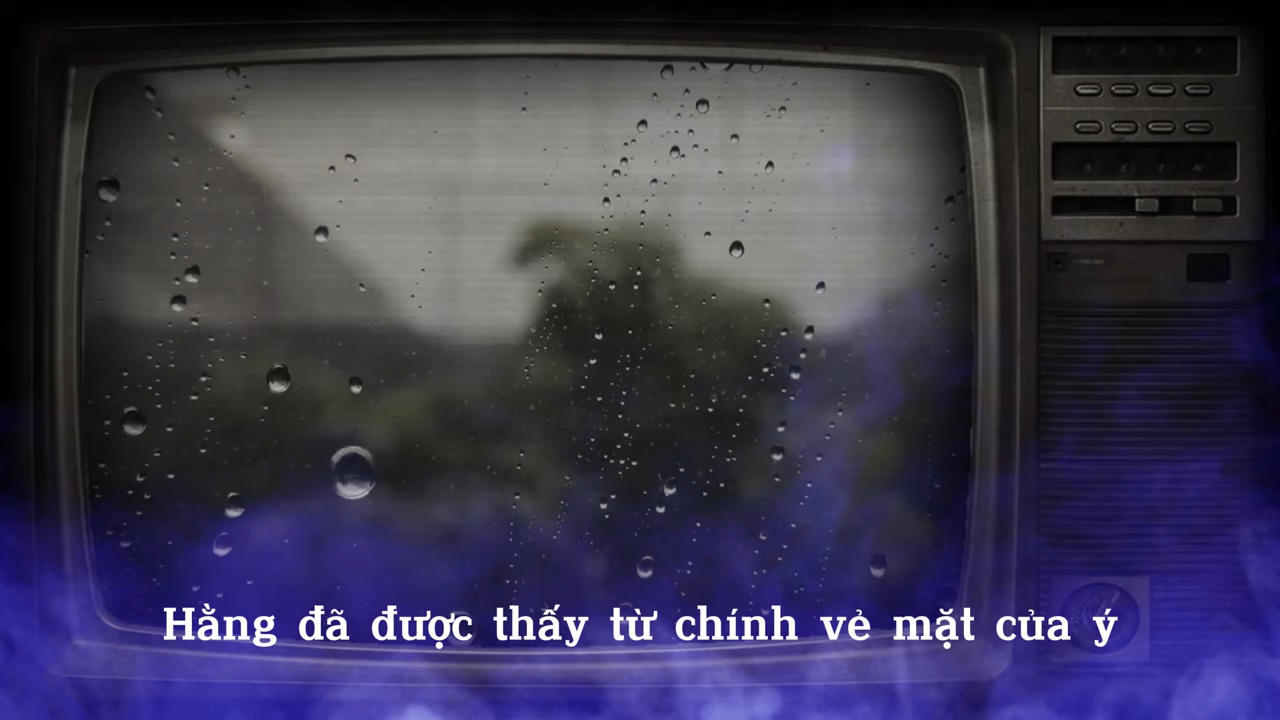 Hằng đã được thấy từ chính vẻ mặt của ý